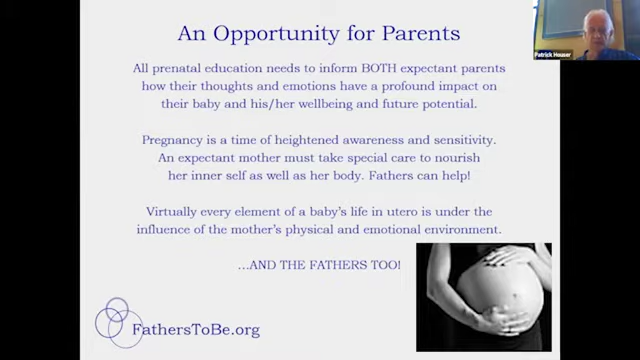 An Opportunity for Parents
Patrick Houser
All prenatal education needs to inform BOTH expectant parents
how their thoughts and emotions have a profound impact on
their baby and his/her wellbeing and future potential.
Pregnancy is a time of heightened awareness and sensitivity.
An expectant mother must take special care to nourish
her inner self as well as her body. Fathers can help!
Virtually every element of a baby's life in utero is under the
influence of the mother's physical and emotional environment.
...AND THE FATHERS TOO!
FathersToBe.org